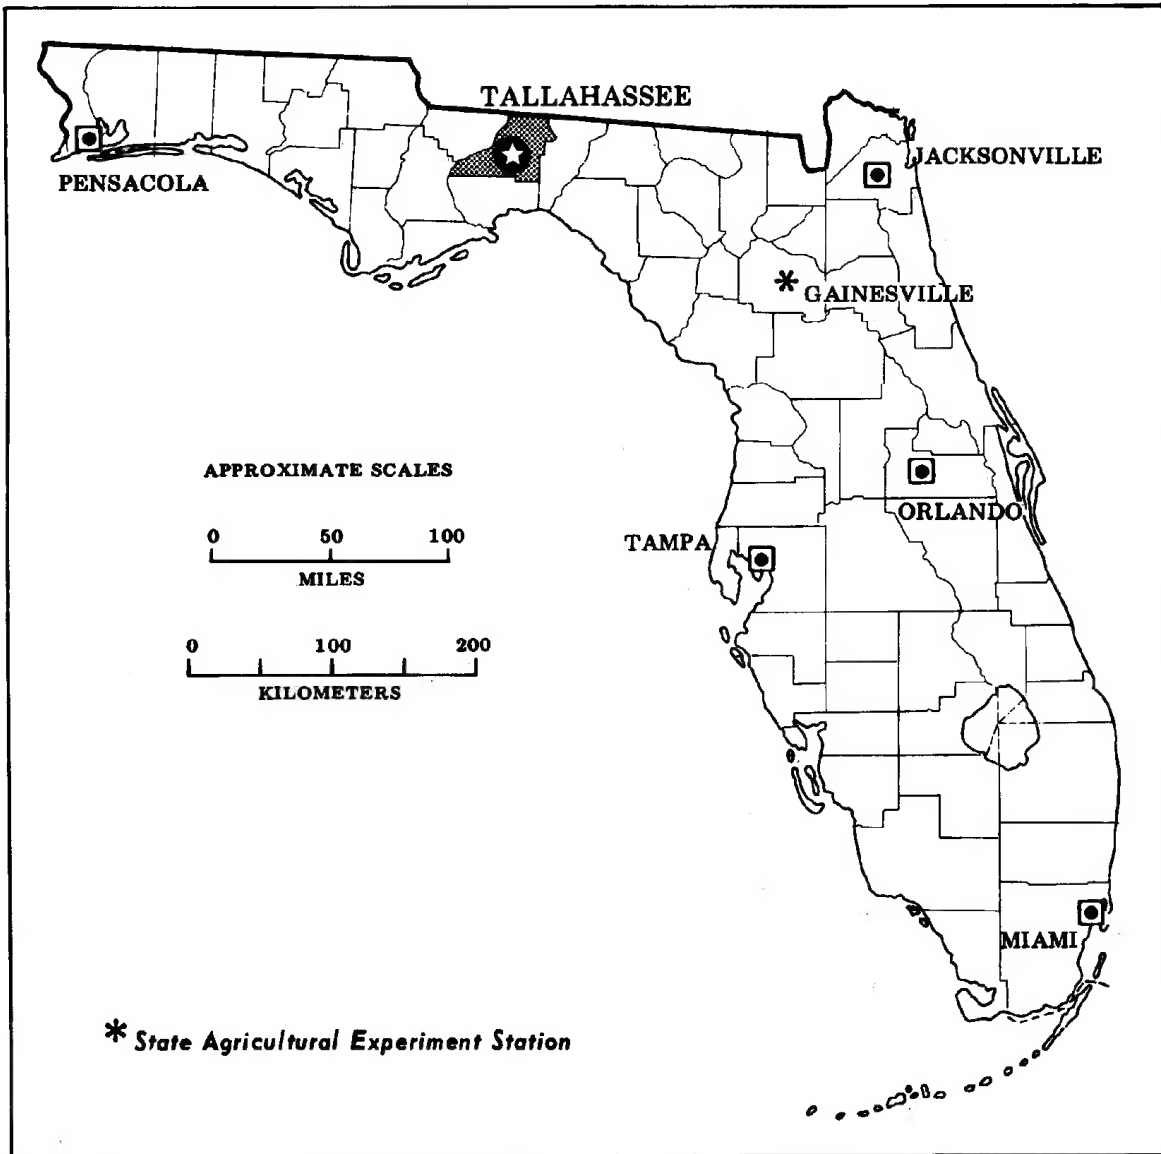 TALLAHASSEE
JACKSONVILLE
PENSACOLA
* GAINESVILLE
APPROXIMATE SCALES
ORLANDO
0 50 100
TAMPA
MILES
0 100 200
KILOMETERS
MIAMI
* State Agricultural Experiment Station